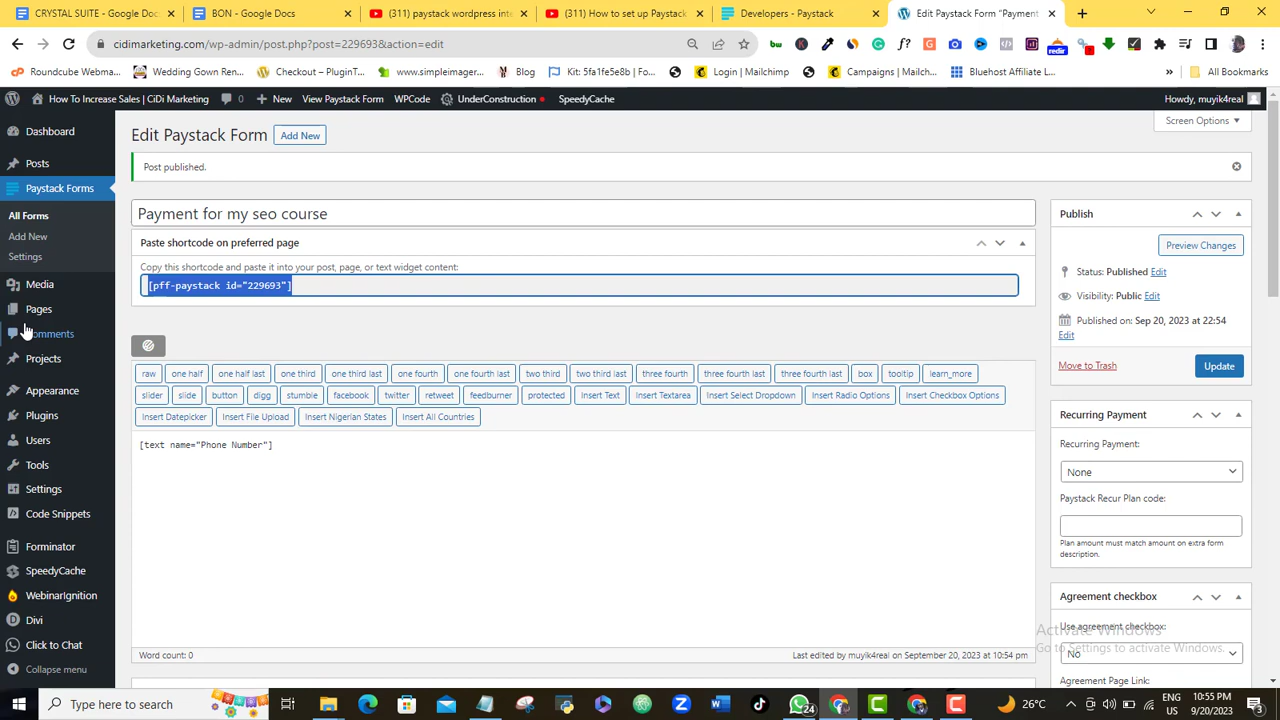 CRYSTAL SUITE - Google Doc
BON - Google Docs
(311) paystack wordpress inte
(311) How to set up Paystack
Developers - Paystack
Edit Paystack Form "Payment
cidimarketing.com/wp-admin/post.php?post=229693&action=edit
Roundcube Webma...
Wedding Gown Ren...
Checkout – PluginT...
www.simpleimager...
Blog
Kit: 5fa1fe5e8b | Fo...
Login | Mailchimp
Campaigns | Mailch...
Bluehost Affiliate L...
All Bookmarks
How To Increase Sales | CiDi Marketing
0
New
View Paystack Form
WPCode
UnderConstruction
SpeedyCache
Howdy, muyik4real
Dashboard
Posts
Paystack Forms
All Forms
Add New
Settings
Media
Pages
Comments
Projects
Appearance
Plugins
Users
Tools
Settings
Code Snippets
Forminator
SpeedyCache
WebinarIgnition
Divi
Click to Chat
Collapse menu
Edit Paystack Form
Add New
Screen Options
Post published.
Payment for my seo course
Paste shortcode on preferred page
Copy this shortcode and paste it into your post, page, or text widget content:
[pff-paystack id="229693"]
raw one half one half last one third one third last one fourth one fourth last two third two third last three fourth three fourth last three fourth last box tooltip learn_more
slider slide button digg stumble facebook twitter retweet feedburner protected Insert Text Insert Textarea Insert Select Dropdown Insert Radio Options Insert Checkbox Options
Insert Datepicker Insert File Upload Insert Nigerian States Insert All Countries
[text name="Phone Number"]
Word count: 0
Last edited by muyik4real on September 20, 2023 at 10:54 pm
Publish
Preview Changes
Status: Published Edit
Visibility: Public Edit
Published on: Sep 20, 2023 at 22:54
Edit
Move to Trash
Update
Recurring Payment
Recurring Payment:
None
Paystack Recur Plan code:
Plan amount must match amount on extra form
description.
Agreement checkbox
Use agreement checkbox:
No
Agreement Page Link:
Activate Windows
Go to Settings to activate Windows.
Type here to search
24
26°C
ENG
US
10:55 PM
9/20/2023